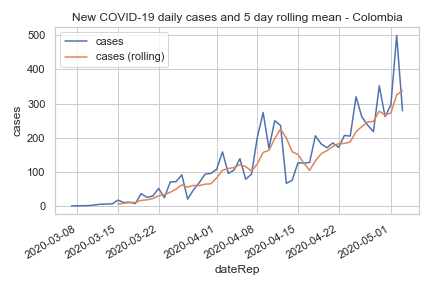 New COVID-19 daily cases and 5 day rolling mean - Colombia
cases
cases (rolling)
500
400
300
200
100
0
cases
2020-03-08
2020-03-15
2020-03-22
2020-04-01
2020-04-08
2020-04-15
2020-04-22
2020-05-01
dateRep